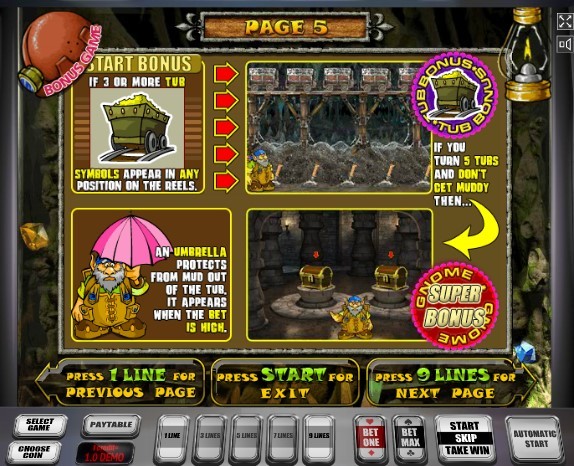 PAGE 5
BONUS GAME
START BONUS
IF 3 OR MORE TUB
SYMBOLS APPEAR IN ANY
POSITION ON THE REELS.
TUB BONUS
TUB BONUS
IF YOU
TURN 5 TUBS
AND DON'T
GET MUDDY
THEN...
AN UMBRELLA
PROTECTS
FROM MUD OUT
OF THE TUB.
IT APPEARS
WHEN THE BET
IS HIGH.
GNOME
SUPER
BONUS
GNOME
PRESS 1 LINE FOR
PREVIOUS PAGE
PRESS START FOR
EXIT
PRESS 9 LINES FOR
NEXT PAGE
SELECT
GAME
CHOOSE
COIN
PAYTABLE
1.0 DEMO
1 LINE
3 LINES
5 LINES
7 LINES
9 LINES
BET
ONE
BET
MAX
START
SKIP
TAKE WIN
AUTOMATIC
START